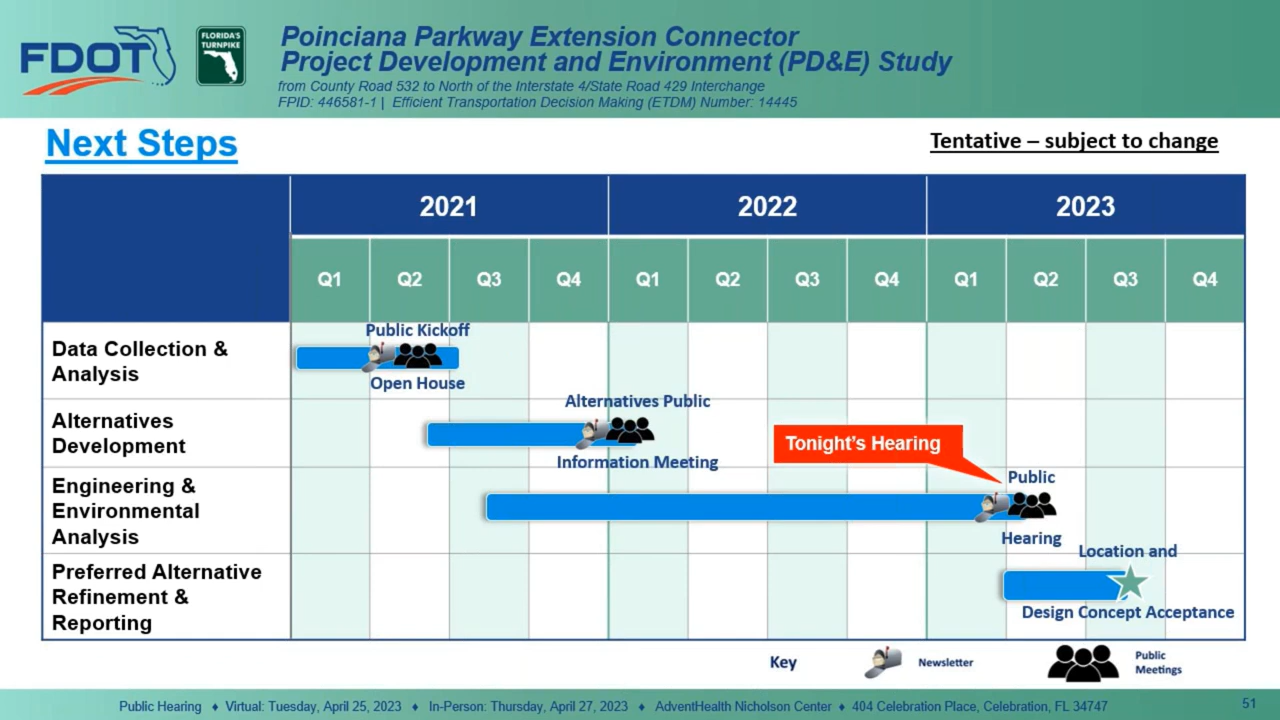 FDOT
FLORIDA'S
TURNPIKE
Poinciana Parkway Extension Connector
Project Development and Environment (PD&E) Study
from County Road 532 to North of the Interstate 4/State Road 429 Interchange
FPID: 446581-1 | Efficient Transportation Decision Making (ETDM) Number: 14445
Next Steps
Tentative – subject to change
2021 2022 2023
Q1 Q2 Q3 Q4 Q1 Q2 Q3 Q4 Q1 Q2 Q3 Q4
Data Collection &
Analysis
Public Kickoff
Open House
Alternatives
Development
Alternatives Public
Information Meeting
Tonight's Hearing
Engineering &
Environmental
Analysis
Public
Hearing
Preferred Alternative
Refinement &
Reporting
Location and
Design Concept Acceptance
Key
Newsletter
Public
Meetings
Public Hearing ♦ Virtual: Tuesday, April 25, 2023 ♦ In-Person: Thursday, April 27, 2023 ♦ AdventHealth Nicholson Center ♦ 404 Celebration Place, Celebration, FL 34747
51